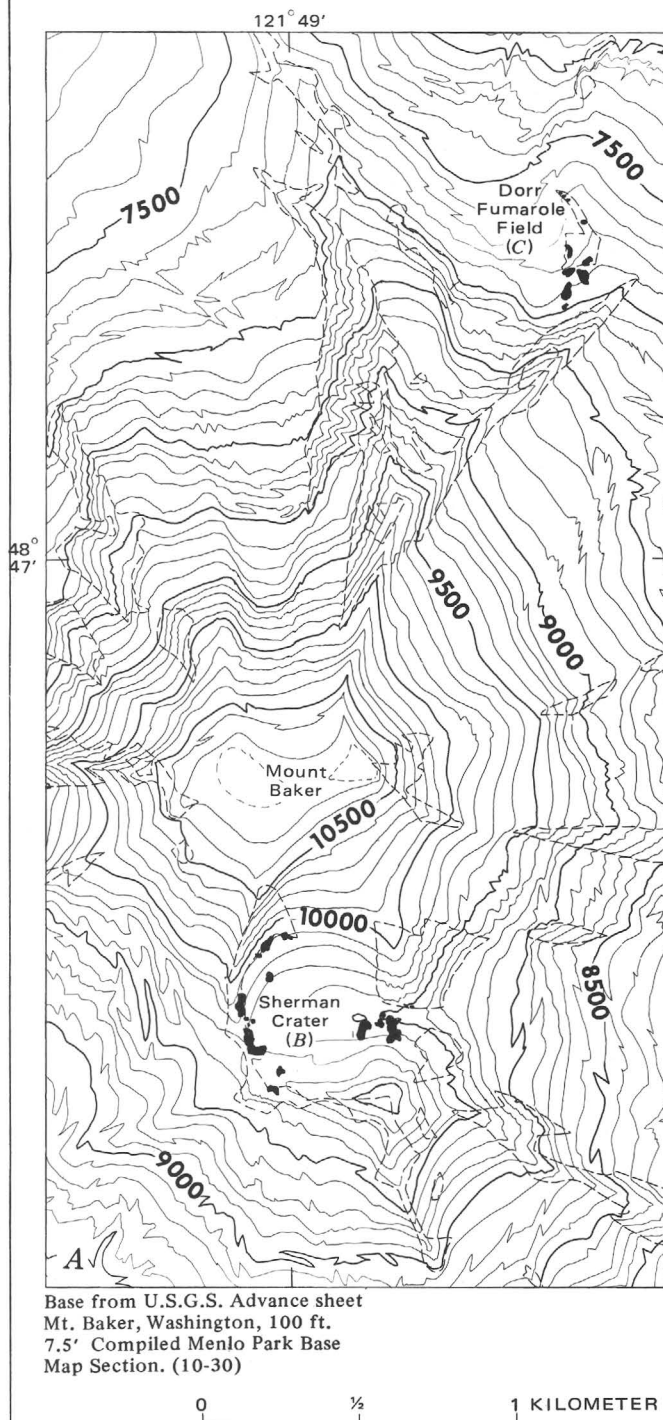 121° 49'
7500
7500
Dorr
Fumarole
Field
(C)
48°
47'
9500
9000
Mount
Baker
10500
10000
Sherman
Crater
(B)
8500
9000
A
Base from U.S.G.S. Advance sheet
Mt. Baker, Washington, 100 ft.
7.5' Compiled Menlo Park Base
Map Section. (10-30)
0 ½ 1 KILOMETER